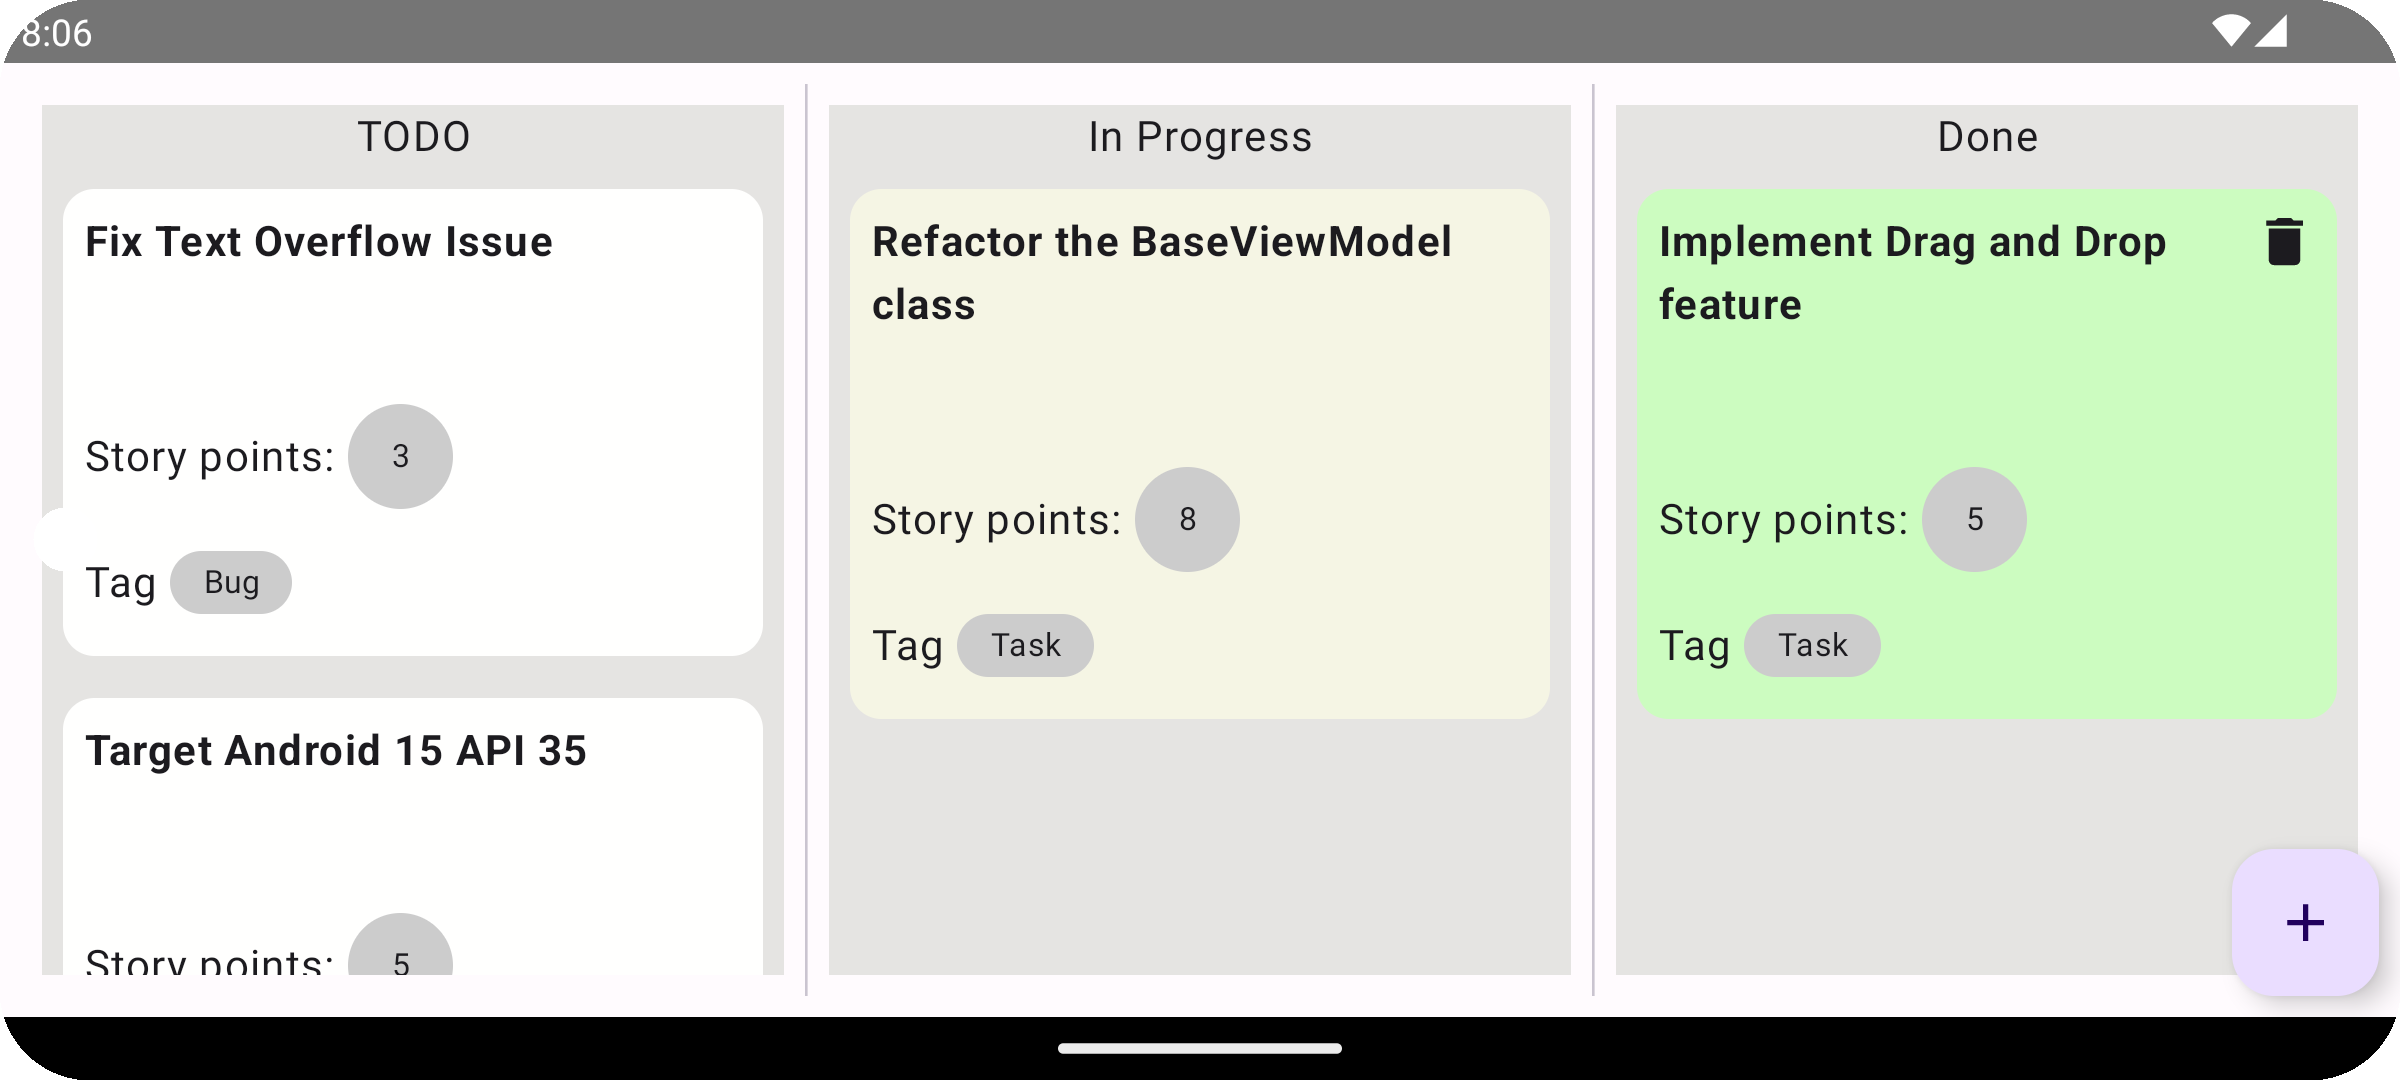 8:06
TODO
Fix Text Overflow Issue
Story points: 3
Tag Bug
Target Android 15 API 35
Story points: 5
In Progress
Refactor the BaseViewModel
class
Story points: 8
Tag Task
Done
Implement Drag and Drop
feature
Story points: 5
Tag Task